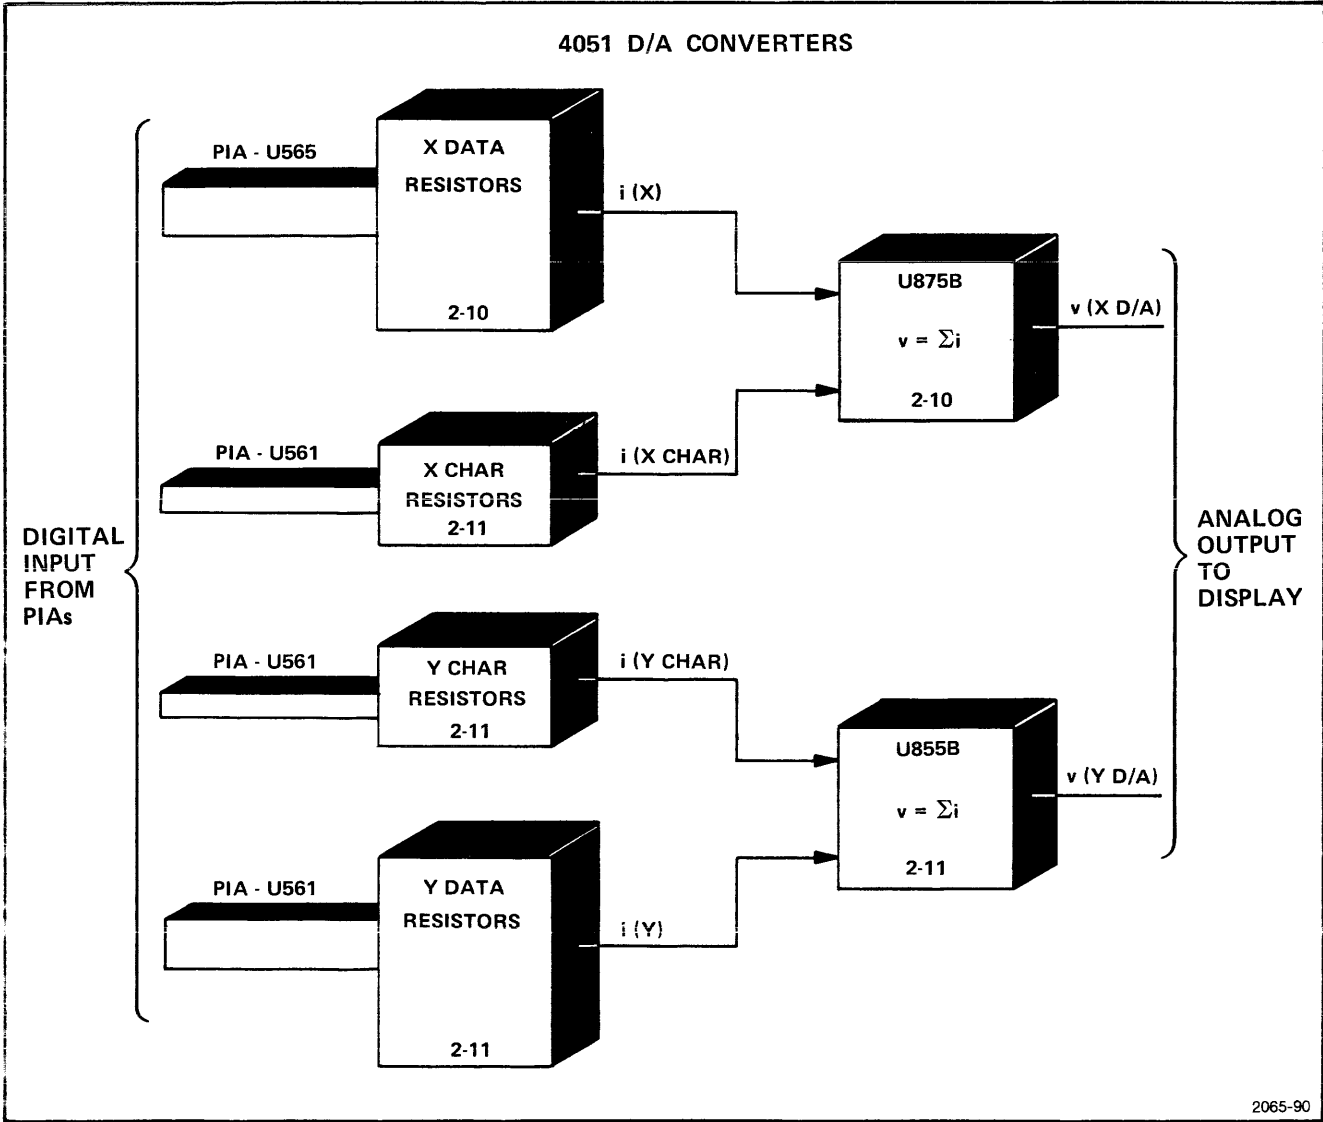 4051 D/A CONVERTERS
PIA - U565
X DATA
RESISTORS
2-10
i (X)
PIA - U561
X CHAR
RESISTORS
2-11
i (X CHAR)
U875B
v = Σi
2-10
v (X D/A)
DIGITAL
INPUT
FROM
PIAs
ANALOG
OUTPUT
TO
DISPLAY
PIA - U561
Y CHAR
RESISTORS
2-11
i (Y CHAR)
PIA - U561
Y DATA
RESISTORS
2-11
i (Y)
U855B
v = Σi
2-11
v (Y D/A)
2065-90